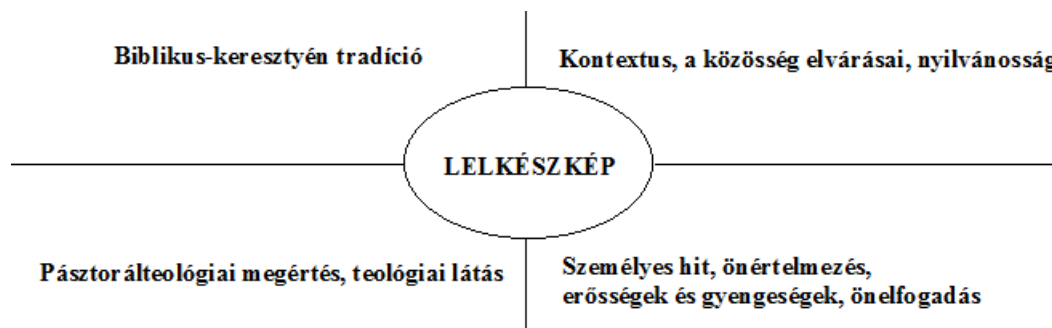 Biblikus-keresztyén tradíció
Kontextus, a közösség elvárásai, nyilvánosság
LELKÉSZKÉP
Pásztorálteológiai megértés, teológiai látás
Személyes hit, önértelmezés,
erősségek és gyengeségek, önelfogadás